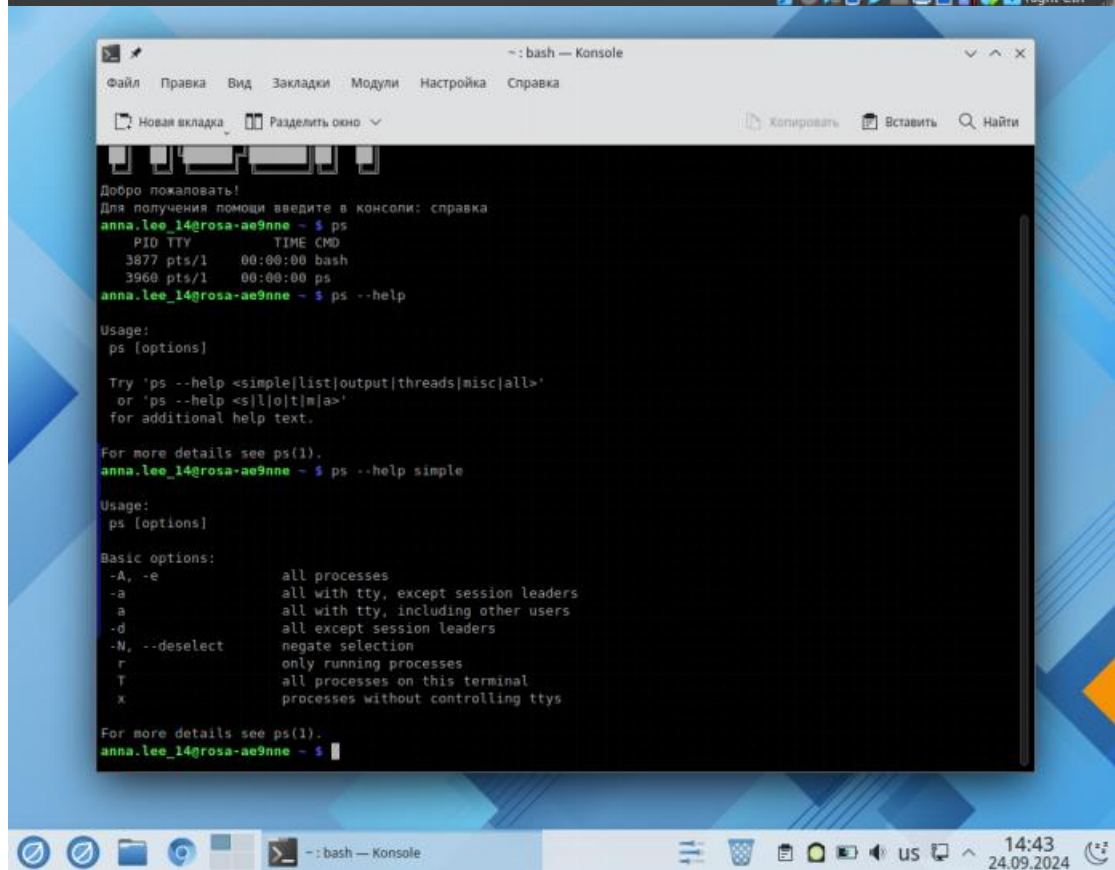 Right Ctrl
~ : bash — Konsole
Файл Правка Вид Закладки Модули Настройка Справка
Новая вкладка Разделить окно Копировать Вставить Найти
Добро пожаловать!
Для получения помощи введите в консоли: справка
anna.lee_14@rosa-ae9nne ~ $ ps
PID TTY TIME CMD
3877 pts/1 00:00:00 bash
3960 pts/1 00:00:00 ps
anna.lee_14@rosa-ae9nne ~ $ ps --help
Usage:
ps [options]
Try 'ps --help <simple|list|output|threads|misc|all>'
or 'ps --help <s|l|o|t|m|a>'
for additional help text.
For more details see ps(1).
anna.lee_14@rosa-ae9nne ~ $ ps --help simple
Usage:
ps [options]
Basic options:
-A, -e all processes
-a all with tty, except session leaders
a all with tty, including other users
-d all except session leaders
-N, --deselect negate selection
r only running processes
T all processes on this terminal
x processes without controlling ttys
For more details see ps(1).
anna.lee_14@rosa-ae9nne ~ $
~ : bash — Konsole
us
14:43
24.09.2024